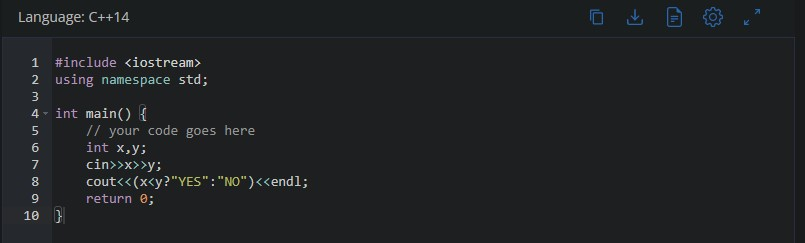 Language: C++14
1 #include <iostream>
2 using namespace std;
3
4 int main() {
5 // your code goes here
6 int x,y;
7 cin>>x>>y;
8 cout<<(x<y?"YES":"NO")<<endl;
9 return 0;
10 }